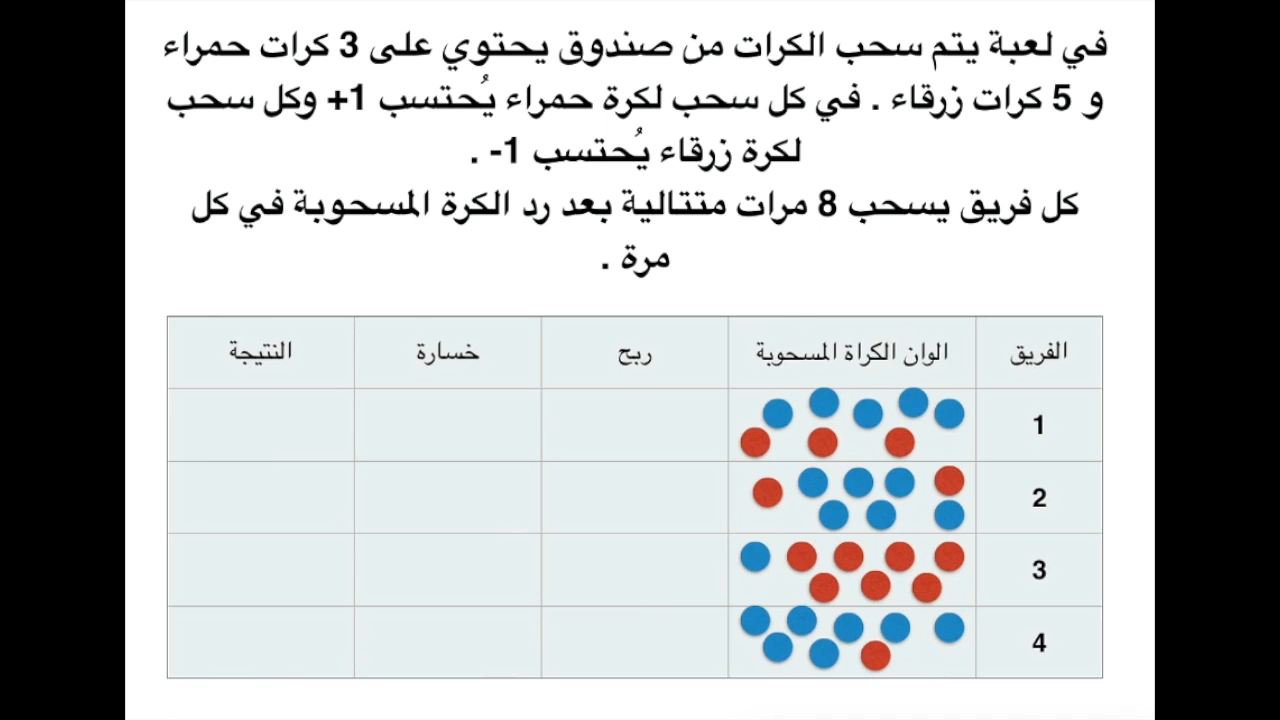 في لعبة يتم سحب الكرات من صندوق يحتوي على 3 كرات حمراء
و 5 كرات زرقاء . في كل سحب لكرة حمراء يُحتسب 1+ وكل سحب
لكرة زرقاء يُحتسب 1- .
كل فريق يسحب 8 مرات متتالية بعد رد الكرة المسحوبة في كل
مرة .
الفريق الوان الكراة المسحوبة ربح خسارة النتيجة
1
2
3
4